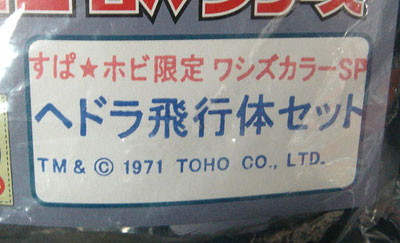 すぱ★ホビ限定 ワシズカラーSP
ヘドラ飛行体セット
TM & © 1971 TOHO CO., LTD.